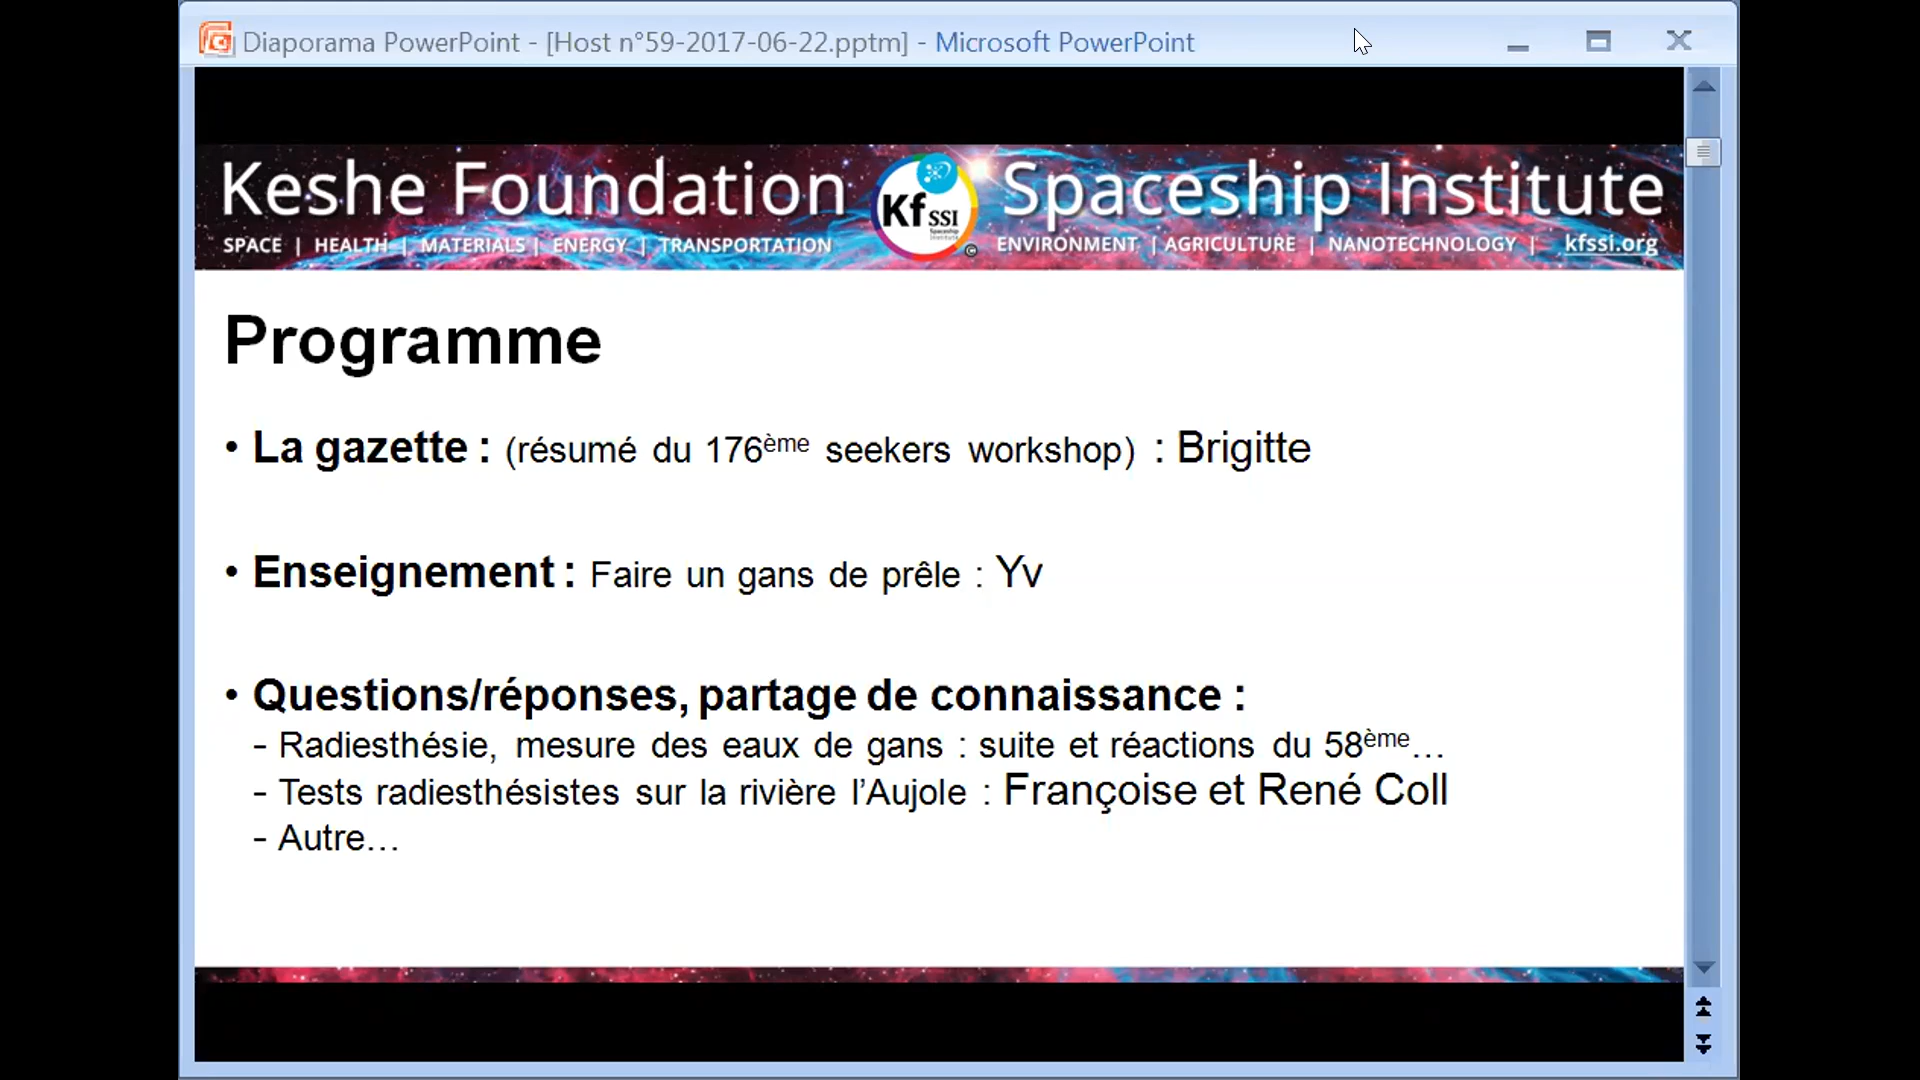 Diaporama PowerPoint - [Host n°59-2017-06-22.pptm] - Microsoft PowerPoint
Keshe Foundation Kf SSI Spaceship Institute © Spaceship Institute
SPACE | HEALTH | MATERIALS | ENERGY | TRANSPORTATION ENVIRONMENT | AGRICULTURE | NANOTECHNOLOGY | kfssi.org
Programme
• La gazette : (résumé du 176ème seekers workshop) : Brigitte
• Enseignement : Faire un gans de prêle : Yv
• Questions/réponses, partage de connaissance :
- Radiesthésie, mesure des eaux de gans : suite et réactions du 58ème...
- Tests radiesthésistes sur la rivière l’Aujole : Françoise et René Coll
- Autre...